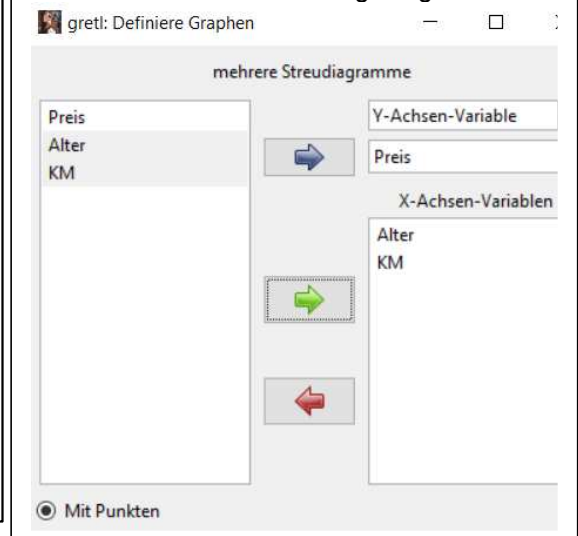 gretl: Definiere Graphen
mehrere Streudiagramme
Preis
Alter
KM
Y-Achsen-Variable
Preis
X-Achsen-Variablen
Alter
KM
Mit Punkten